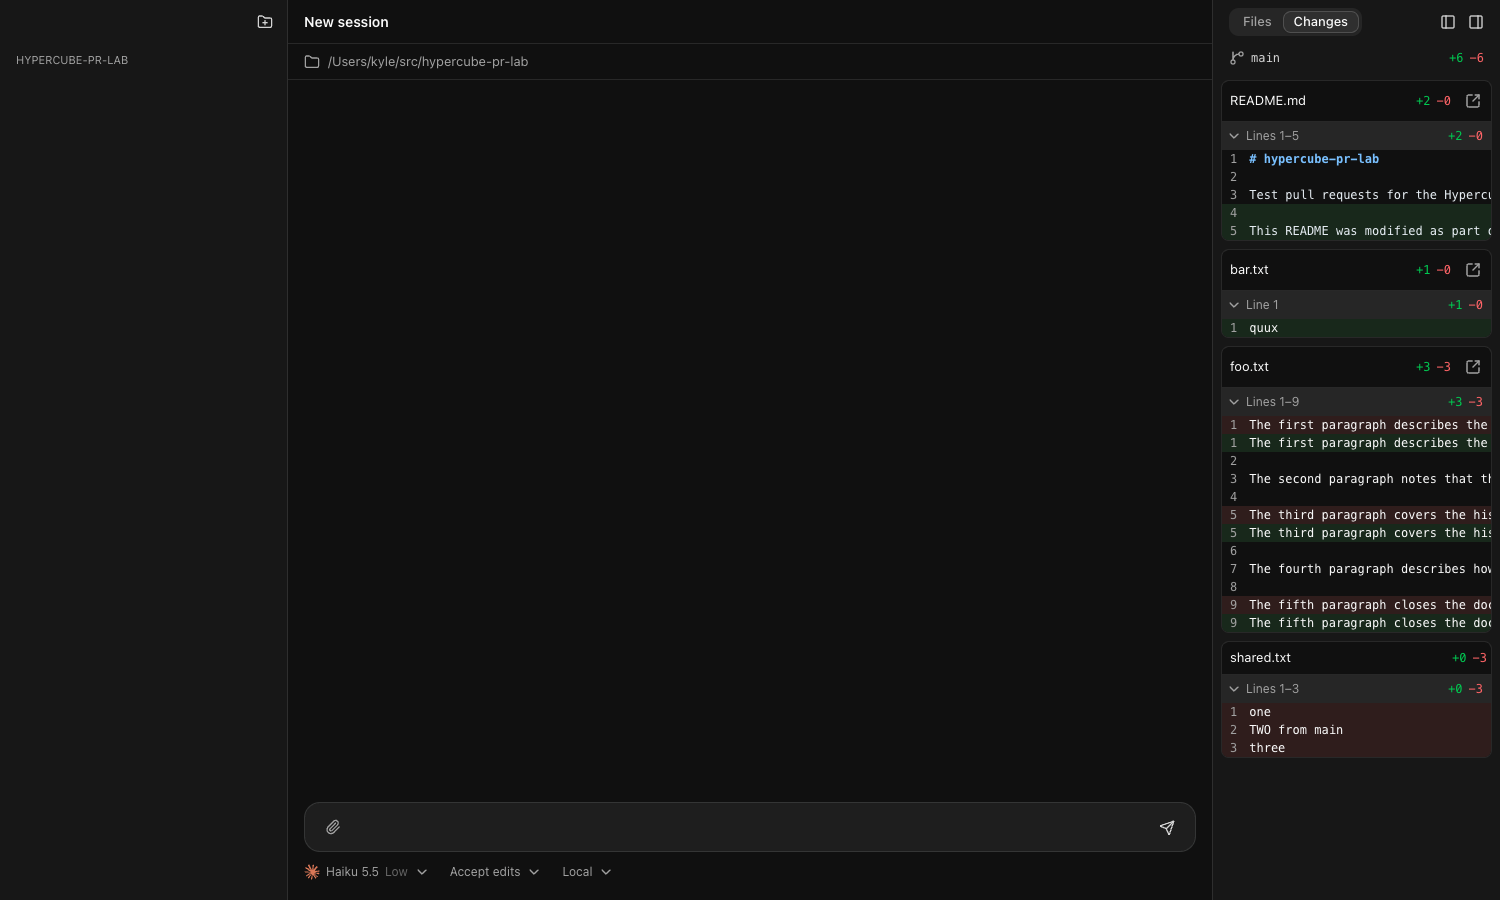 HYPERCUBE-PR-LAB
New session
/Users/kyle/src/hypercube-pr-lab
Haiku 5.5 Low
Accept edits
Local
Files Changes
main +6 −6
README.md +2 −0
Lines 1–5 +2 −0
1 # hypercube-pr-lab
2
3 Test pull requests for the
4
5 This README was modified as part
bar.txt +1 −0
Line 1 +1 −0
1 quux
foo.txt +3 −3
Lines 1–9 +3 −3
1 The first paragraph describes the
1 The first paragraph describes the
2
3 The second paragraph notes that
4
5 The third paragraph covers the
5 The third paragraph covers the
6
7 The fourth paragraph describes
8
9 The fifth paragraph closes the
9 The fifth paragraph closes the
shared.txt +0 −3
Lines 1–3 +0 −3
1 one
2 TWO from main
3 three